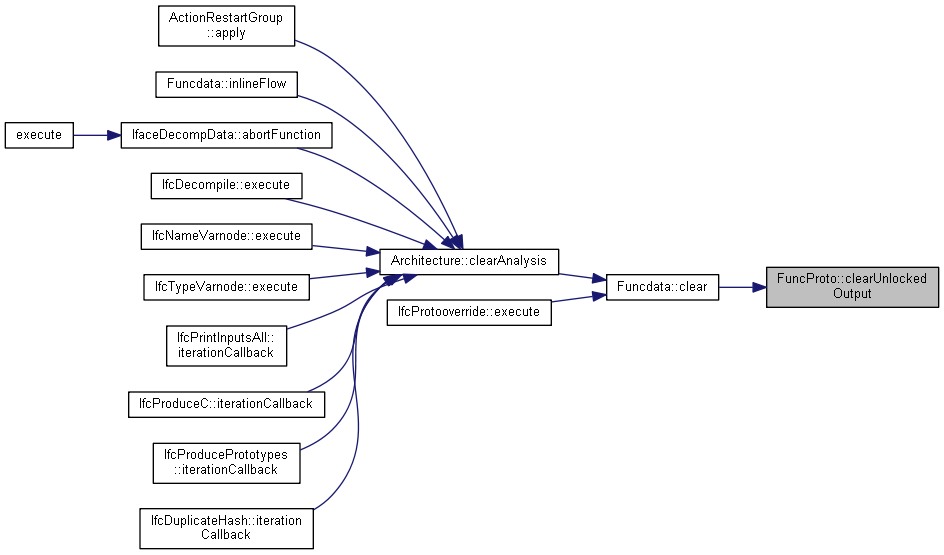 ActionRestartGroup
::apply
Funcdata::inlineFlow
execute
IfaceDecompData::abortFunction
IfcDecompile::execute
IfcNameVarnode::execute
Architecture::clearAnalysis
IfcTypeVarnode::execute
Funcdata::clear
FuncProto::clearUnlocked
Output
IfcProtooverride::execute
IfcPrintInputsAll::
iterationCallback
IfcProduceC::iterationCallback
IfcProducePrototypes
::iterationCallback
IfcDuplicateHash::iteration
Callback